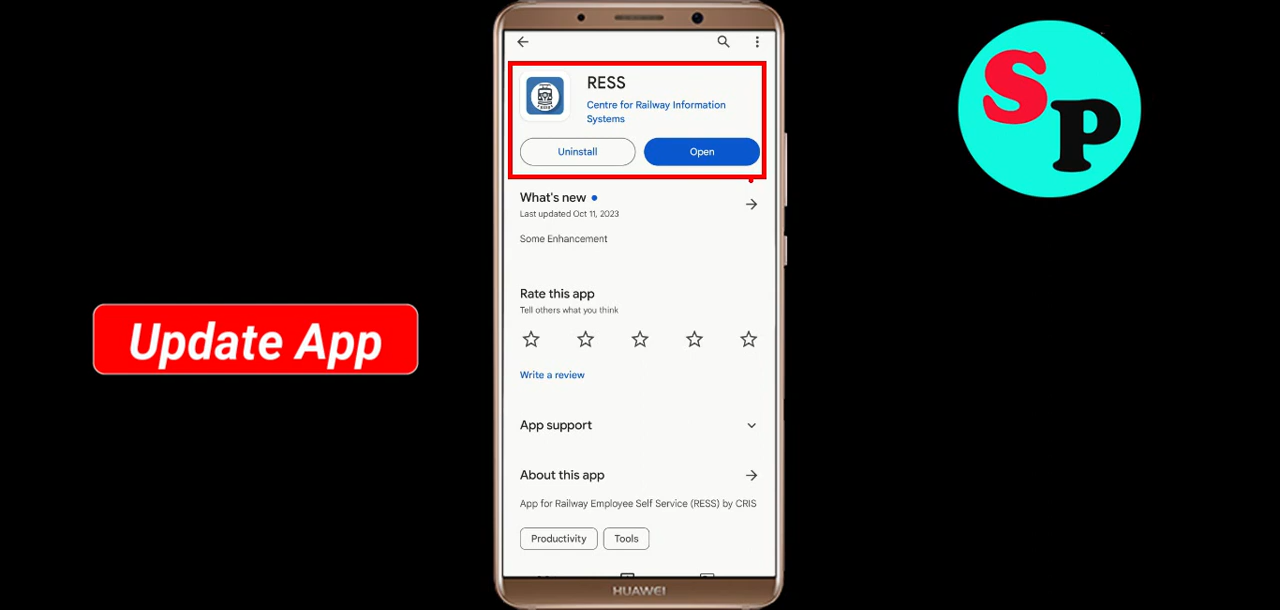 RESS
Centre for Railway Information
Systems
Uninstall
Open
What's new
Last updated Oct 11, 2023
Some Enhancement
Rate this app
Tell others what you think
Write a review
App support
About this app
App for Railway Employee Self Service (RESS) by CRIS
Productivity
Tools
HUAWEI
Update App
SP